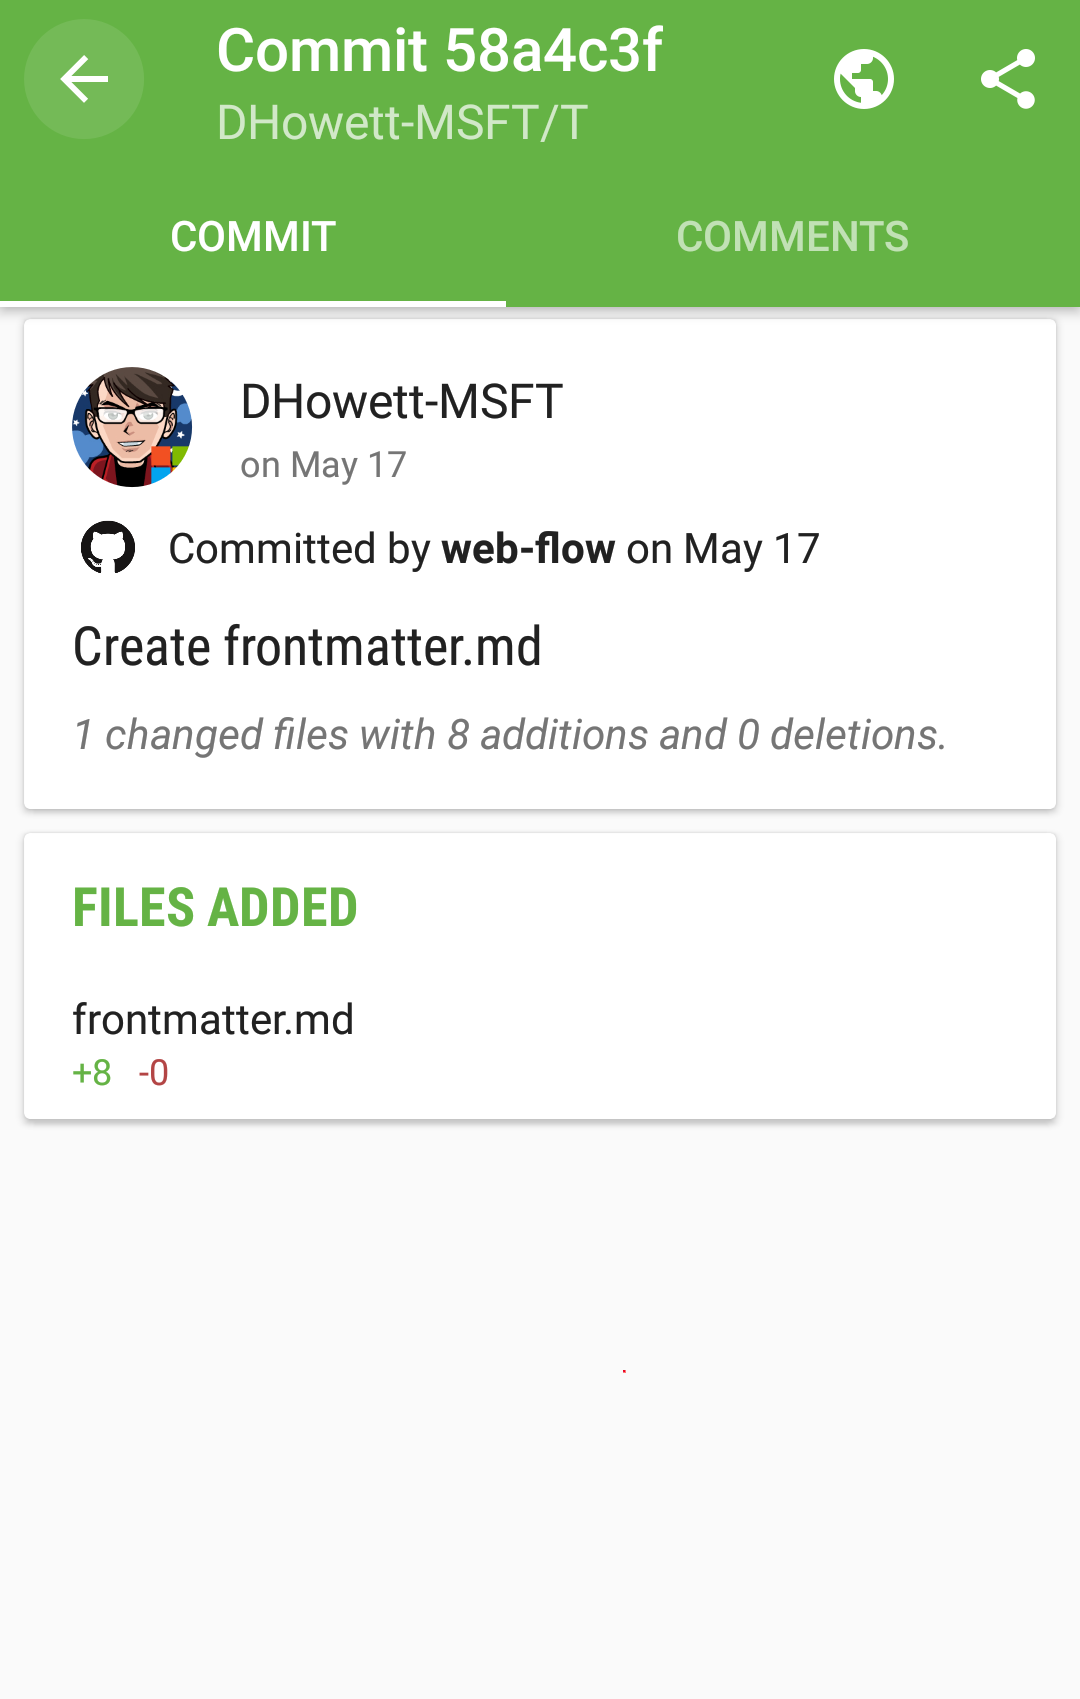 Commit 58a4c3f
DHowett-MSFT/T
COMMIT
COMMENTS
DHowett-MSFT
on May 17
Committed by web-flow on May 17
Create frontmatter.md
1 changed files with 8 additions and 0 deletions.
FILES ADDED
frontmatter.md
+8 -0